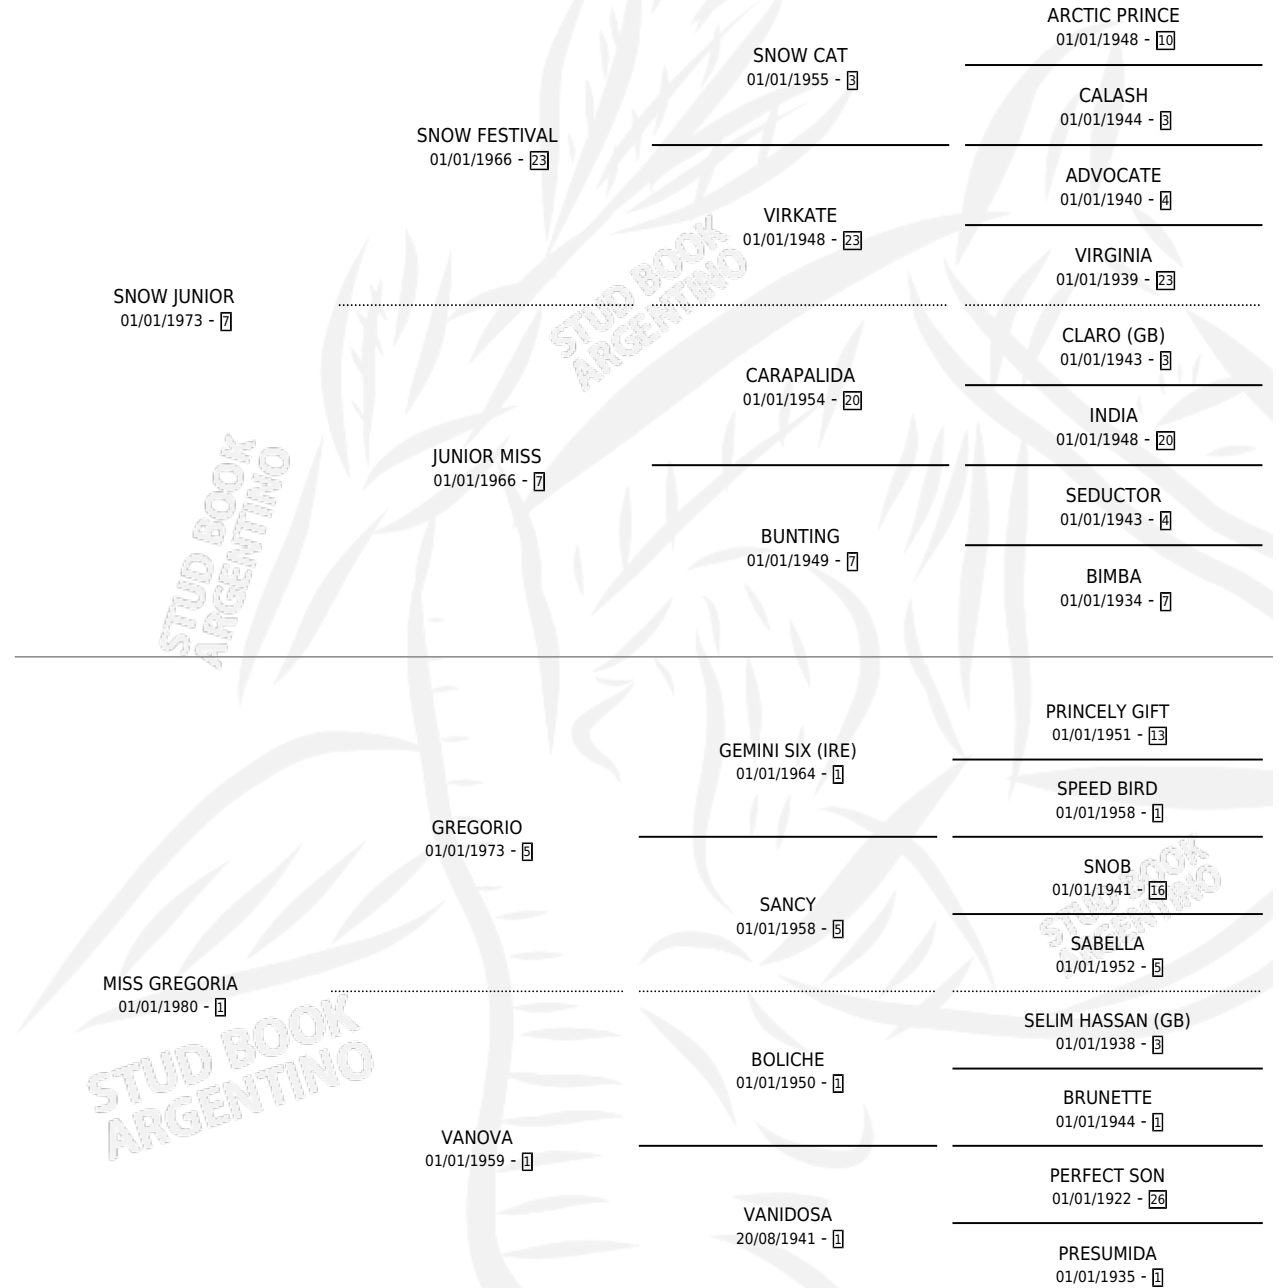 ARCTIC PRINCE
01/01/1948 - 10
SNOW CAT
01/01/1955 - 3
CALASH
01/01/1944 - 3
SNOW FESTIVAL
01/01/1966 - 23
ADVOCATE
01/01/1940 - 4
VIRKATE
01/01/1948 - 23
VIRGINIA
01/01/1939 - 23
SNOW JUNIOR
01/01/1973 - 7
CLARO (GB)
01/01/1943 - 3
CARAPALIDA
01/01/1954 - 20
INDIA
01/01/1948 - 20
JUNIOR MISS
01/01/1966 - 7
SEDUCTOR
01/01/1943 - 4
BUNTING
01/01/1949 - 7
BIMBA
01/01/1934 - 7
STUD BOOK
ARGENTINO
STUD BOOK
ARGENTINO
PRINCELY GIFT
01/01/1951 - 13
GEMINI SIX (IRE)
01/01/1964 - 1
SPEED BIRD
01/01/1958 - 1
GREGORIO
01/01/1973 - 5
SNOB
01/01/1941 - 16
SANCY
01/01/1958 - 5
SABELLA
01/01/1952 - 5
STUD BOOK
ARGENTINO
MISS GREGORIA
01/01/1980 - 1
SELIM HASSAN (GB)
01/01/1938 - 3
BOLICHE
01/01/1950 - 1
BRUNETTE
01/01/1944 - 1
STUD BOOK
ARGENTINO
VANOVA
01/01/1959 - 1
PERFECT SON
01/01/1922 - 26
VANIDOSA
20/08/1941 - 1
PRESUMIDA
01/01/1935 - 1